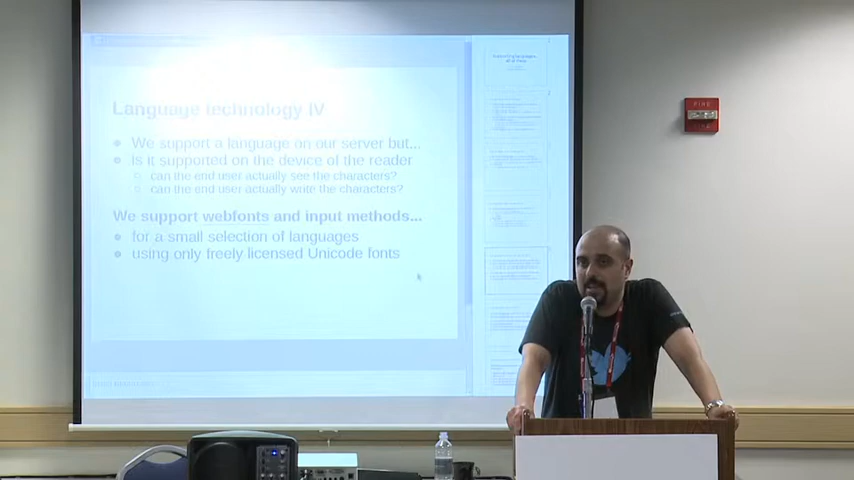 Language technology IV
We support a language on our server but...
Is it supported on the device of the reader
can the end user actually see the characters?
can the end user actually write the characters?
We support webfonts and input methods...
for a small selection of languages
using only freely licensed Unicode fonts
FIRE